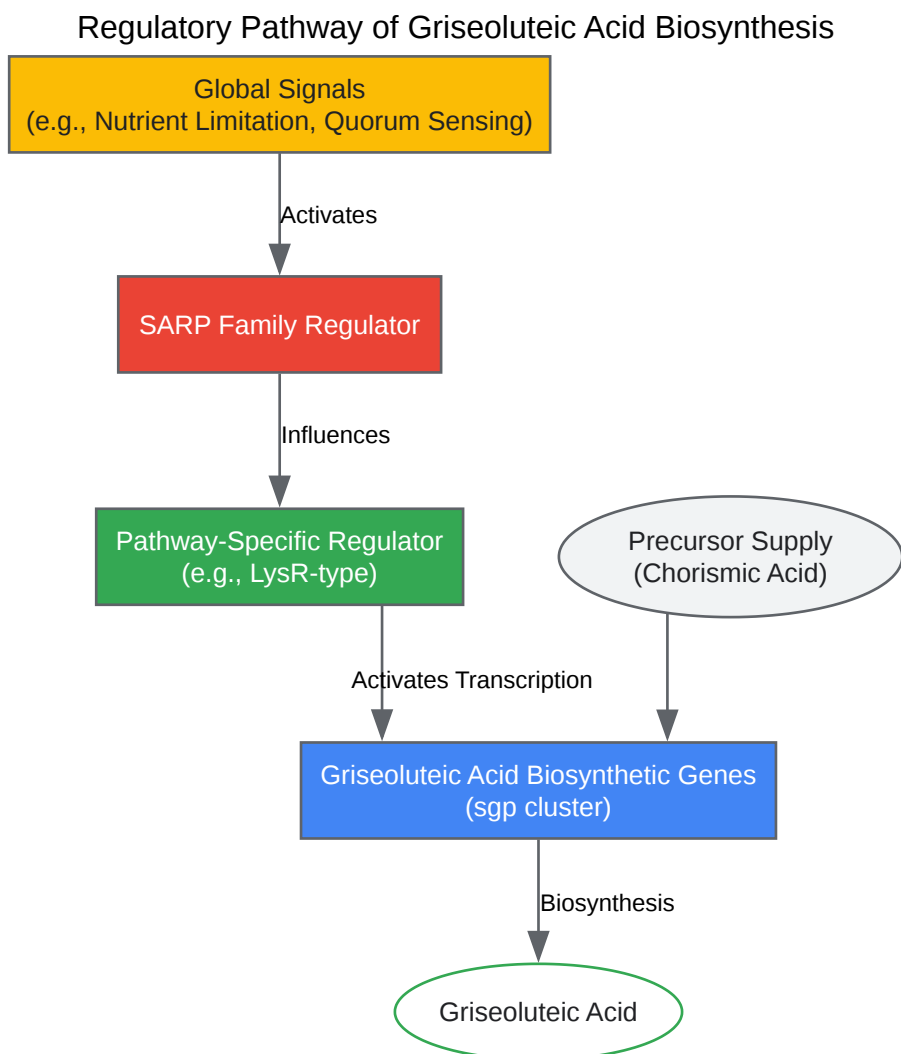 Regulatory Pathway of Griseoluteic Acid Biosynthesis
Global Signals
(e.g., Nutrient Limitation, Quorum Sensing)
Activates
SARP Family Regulator
Influences
Pathway-Specific Regulator
(e.g., LysR-type)
Precursor Supply
(Chorismic Acid)
Activates Transcription
Griseoluteic Acid Biosynthetic Genes
(sgp cluster)
Biosynthesis
Griseoluteic Acid